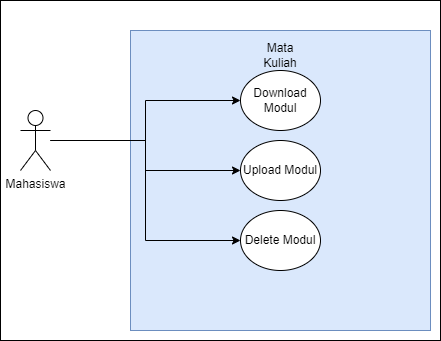 Mata
Kuliah
Download
Modul
Mahasiswa
Upload Modul
Delete Modul